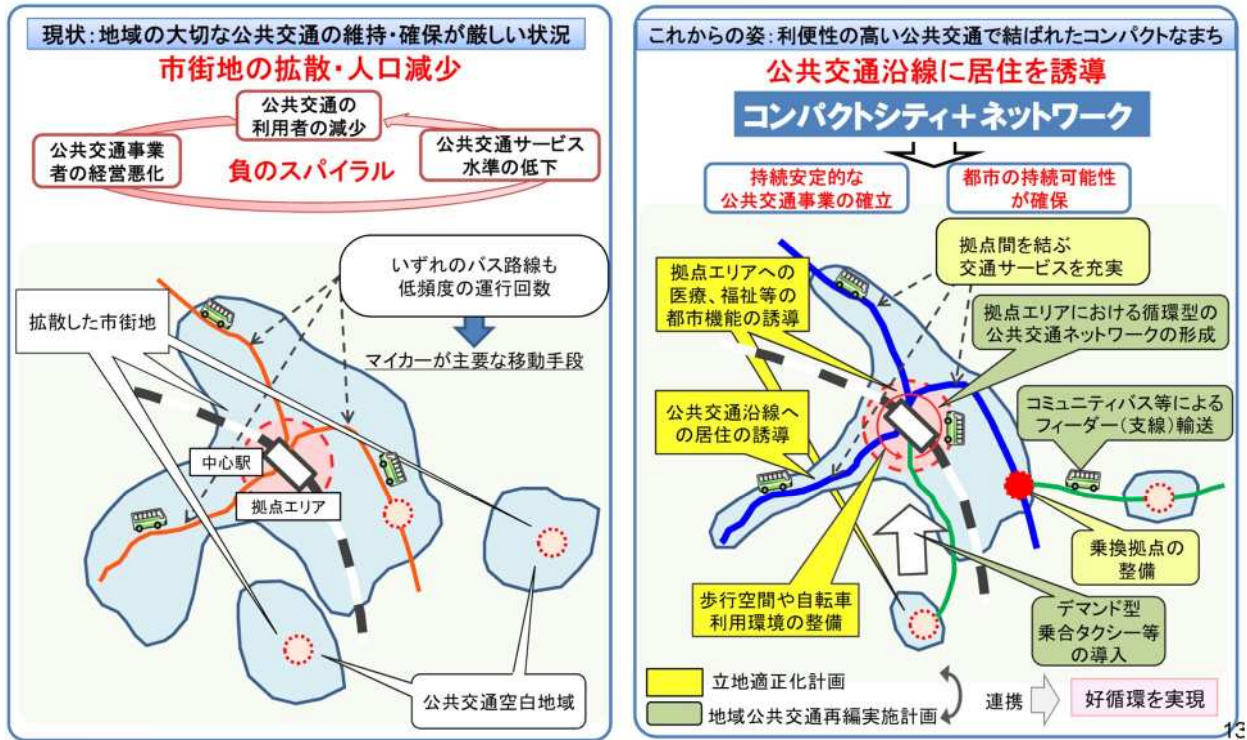 現状：地域の大切な公共交通の維持・確保が厳しい状況
市街地の拡散・人口減少
公共交通の
利用者の減少
公共交通事業
者の経営悪化
公共交通サービス
水準の低下
負のスパイラル
いずれのバス路線も
低頻度の運行回数
マイカーが主要な移動手段
拡散した市街地
中心駅
拠点エリア
公共交通空白地域
これからの姿：利便性の高い公共交通で結ばれたコンパクトなまち
公共交通沿線に居住を誘導
コンパクトシティ＋ネットワーク
持続安定的な
公共交通事業の確立
都市の持続可能性
が確保
拠点間を結ぶ
交通サービスを充実
拠点エリアへの
医療、福祉等の
都市機能の誘導
拠点エリアにおける循環型の
公共交通ネットワークの形成
公共交通沿線へ
の居住の誘導
コミュニティバス等による
フィーダー（支線）輸送
乗換拠点の
整備
歩行空間や自転車
利用環境の整備
デマンド型
乗合タクシー等
の導入
立地適正化計画
地域公共交通再編実施計画
連携
好循環を実現
13